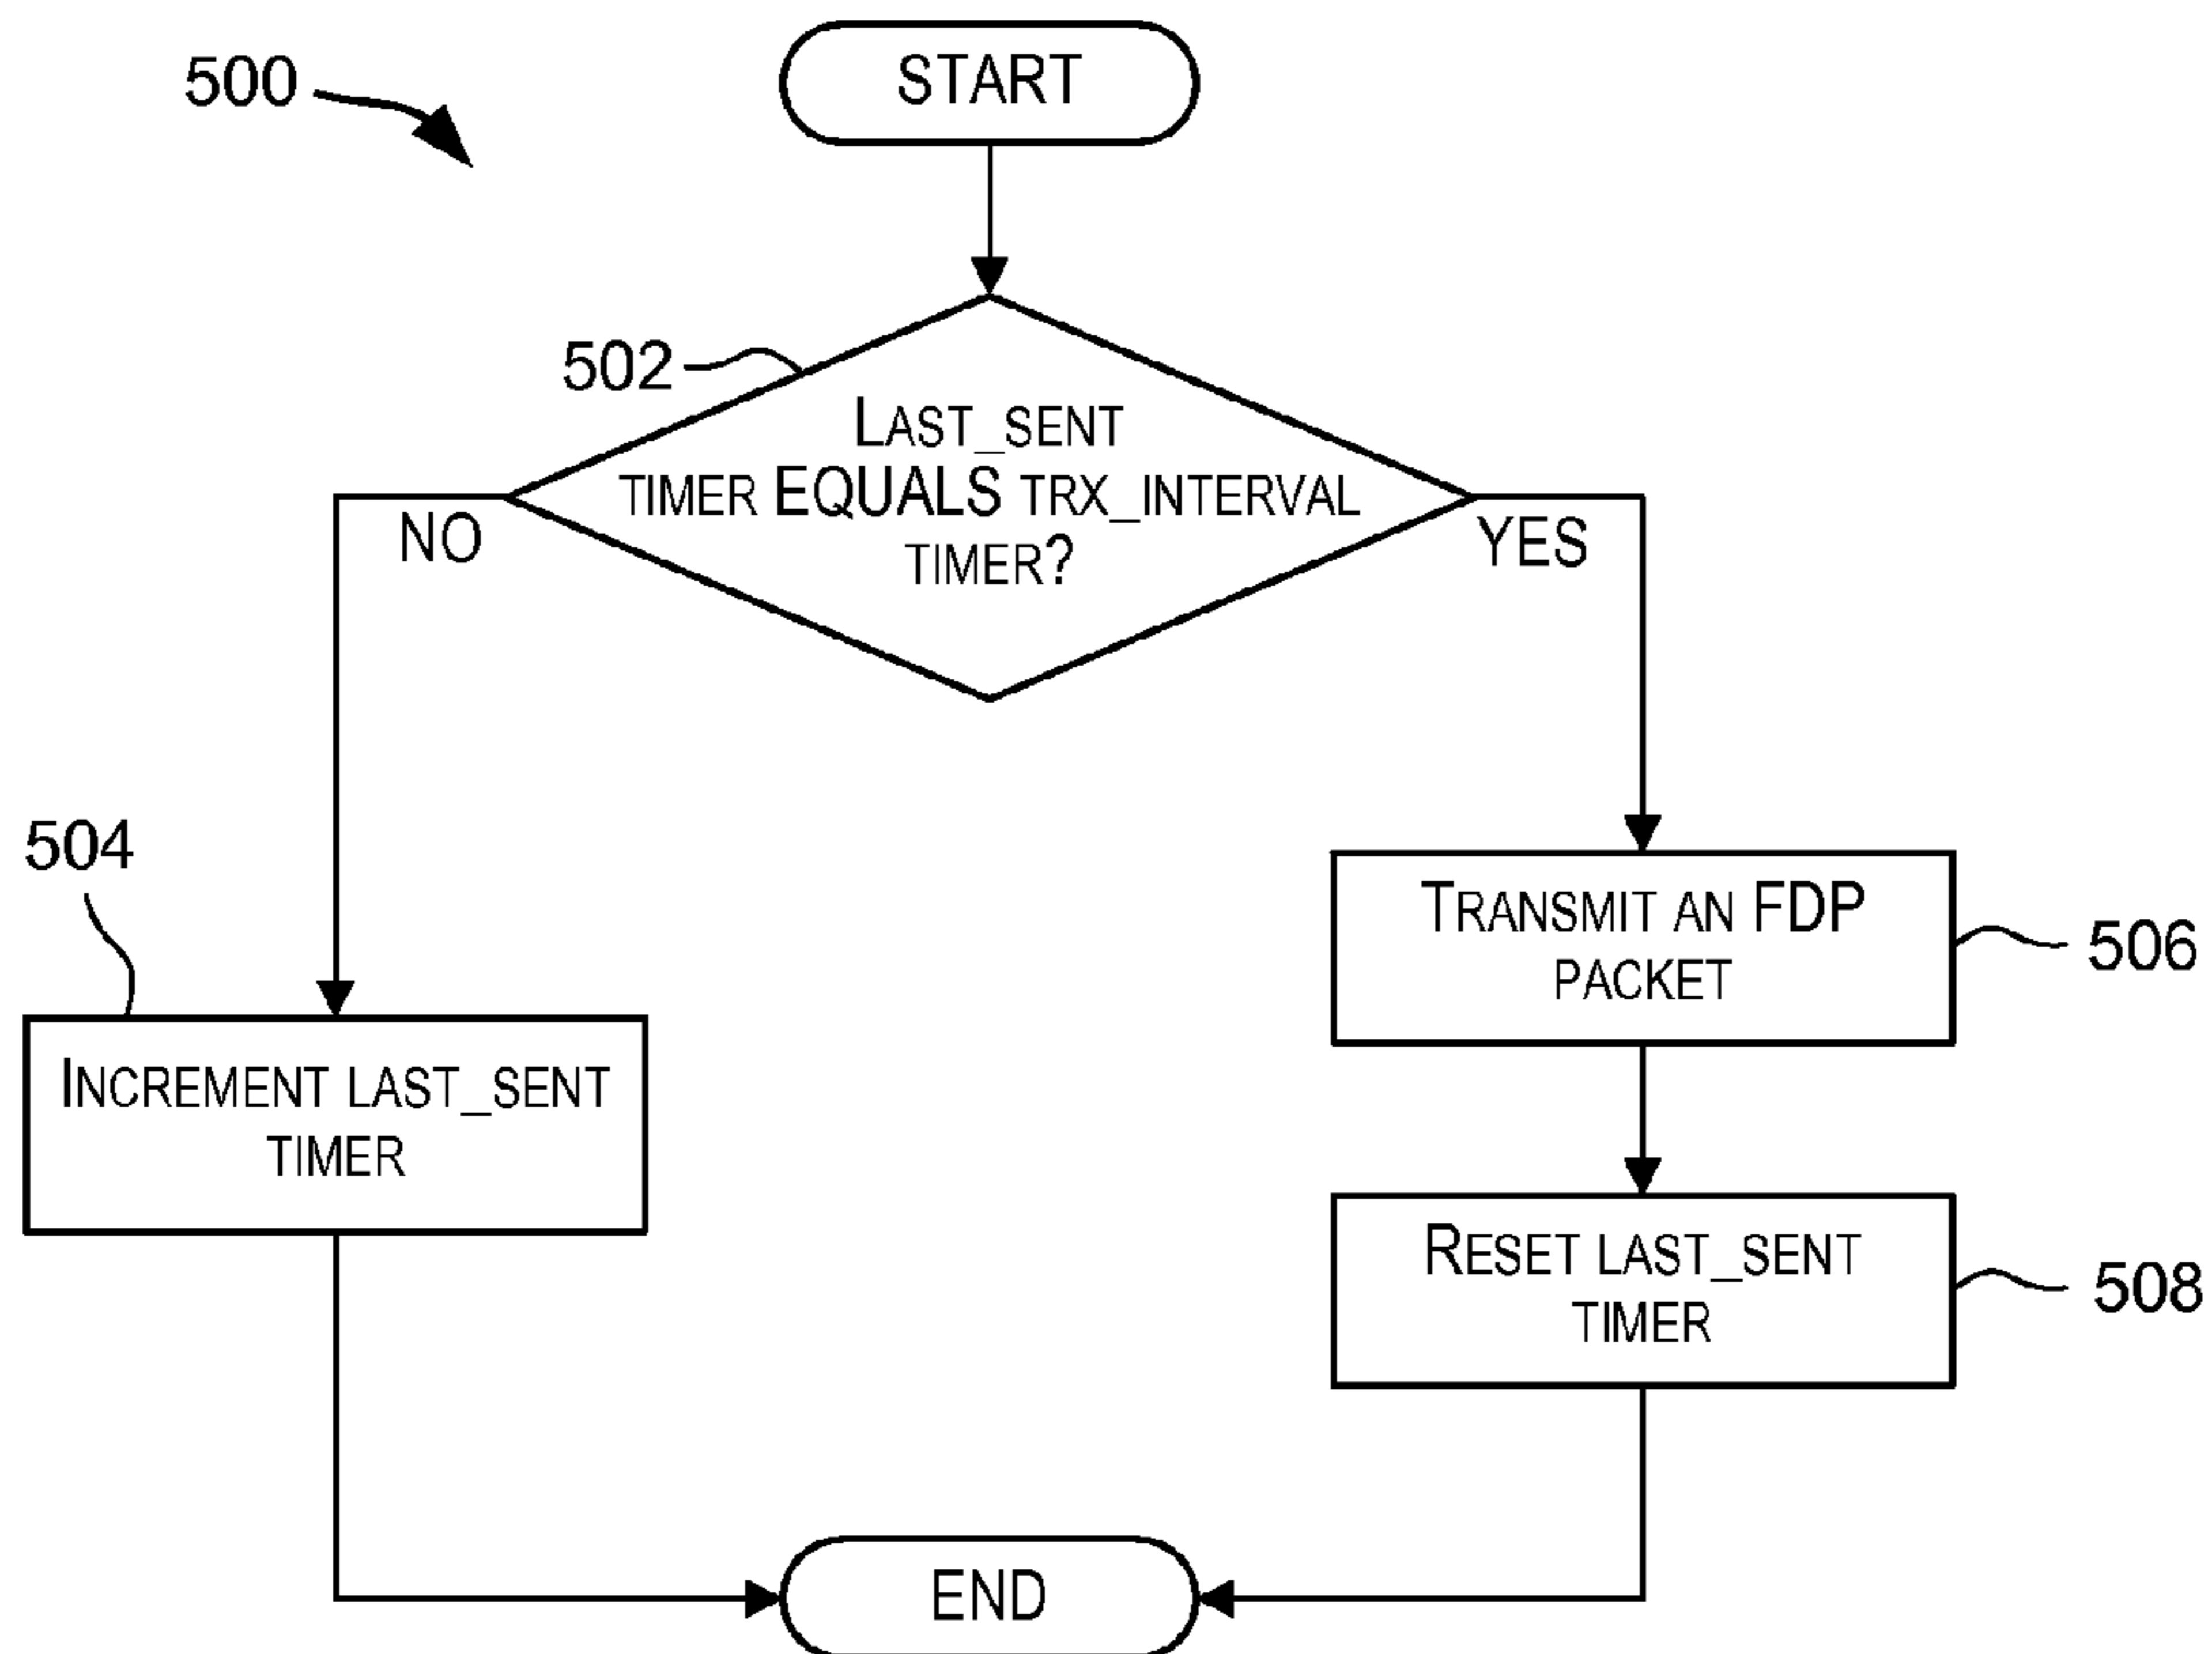 500
START
502
LAST_SENT
TIMER EQUALS TRX_INTERVAL
TIMER?
NO
YES
504
INCREMENT LAST_SENT
TIMER
TRANSMIT AN FDP
PACKET
506
RESET LAST_SENT
TIMER
508
END